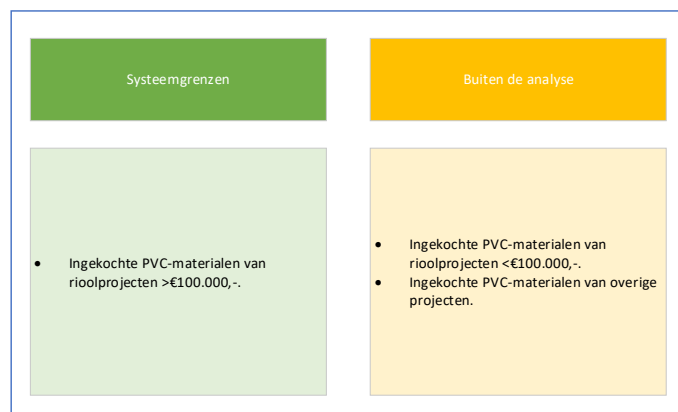 Systeemgrenzen
Buiten de analyse
• Ingekochte PVC-materialen van
rioolprojecten >€100.000,-.
• Ingekochte PVC-materialen van
rioolprojecten <€100.000,-.
• Ingekochte PVC-materialen van overige
projecten.